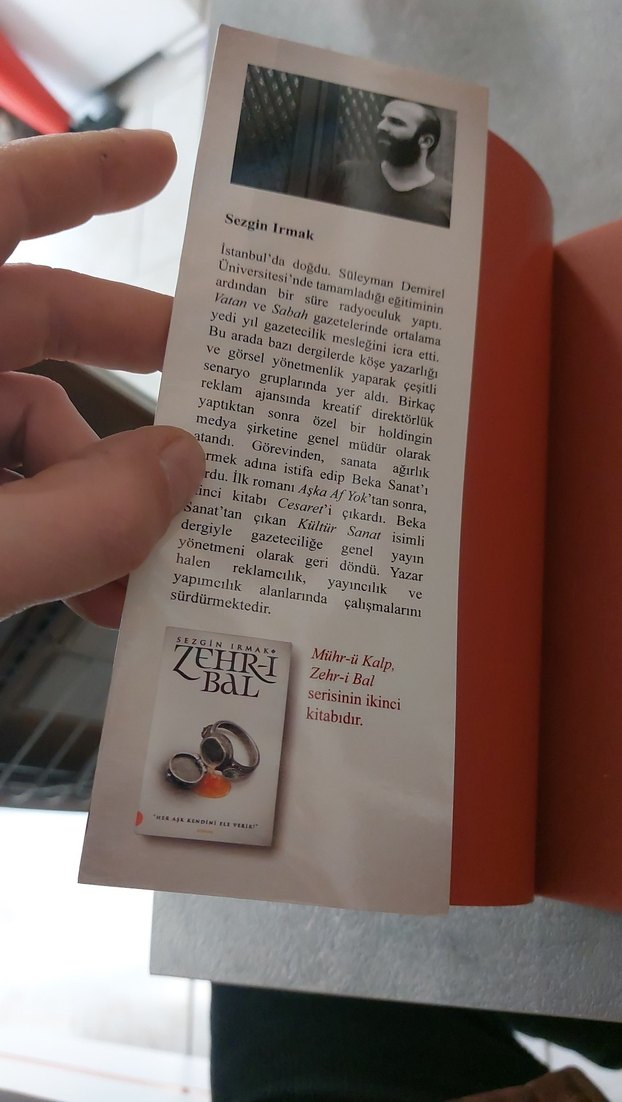 Sezgin Irmak
İstanbul'da doğdu. Süleyman Demirel
Üniversitesi'nde tamamladığı eğitiminin
ardından bir süre radyoculuk yaptı.
Vatan ve Sabah gazetelerinde ortalama
yedi yıl gazetecilik mesleğini icra etti.
Bu arada bazı dergilerde köşe yazarlığı
ve görsel yönetmenlik yaparak çeşitli
senaryo gruplarında yer aldı. Birkaç
reklam ajansında kreatif direktörlük
yaptıktan sonra özel bir holdingin
medya şirketine genel müdür olarak
atandı. Görevinden, sanata ağırlık
ermek adına istifa edip Beka Sanat'ı
urdu. İlk romanı Aşka Af Yok'tan sonra,
inci kitabı Cesaret'i çıkardı. Beka
Sanat'tan çıkan Kültür Sanat isimli
dergiyle gazeteciliğe genel yayın
yönetmeni olarak geri döndü. Yazar
halen reklamcılık, yayıncılık ve
yapımcılık alanlarında çalışmalarını
sürdürmektedir.
SEZGİN IRMAK
ZEHR-I
BAL
"HER AŞK KENDİNİ ELE VERİR!"
Mühr-ü Kalp,
Zehr-i Bal
serisinin ikinci
kitabıdır.